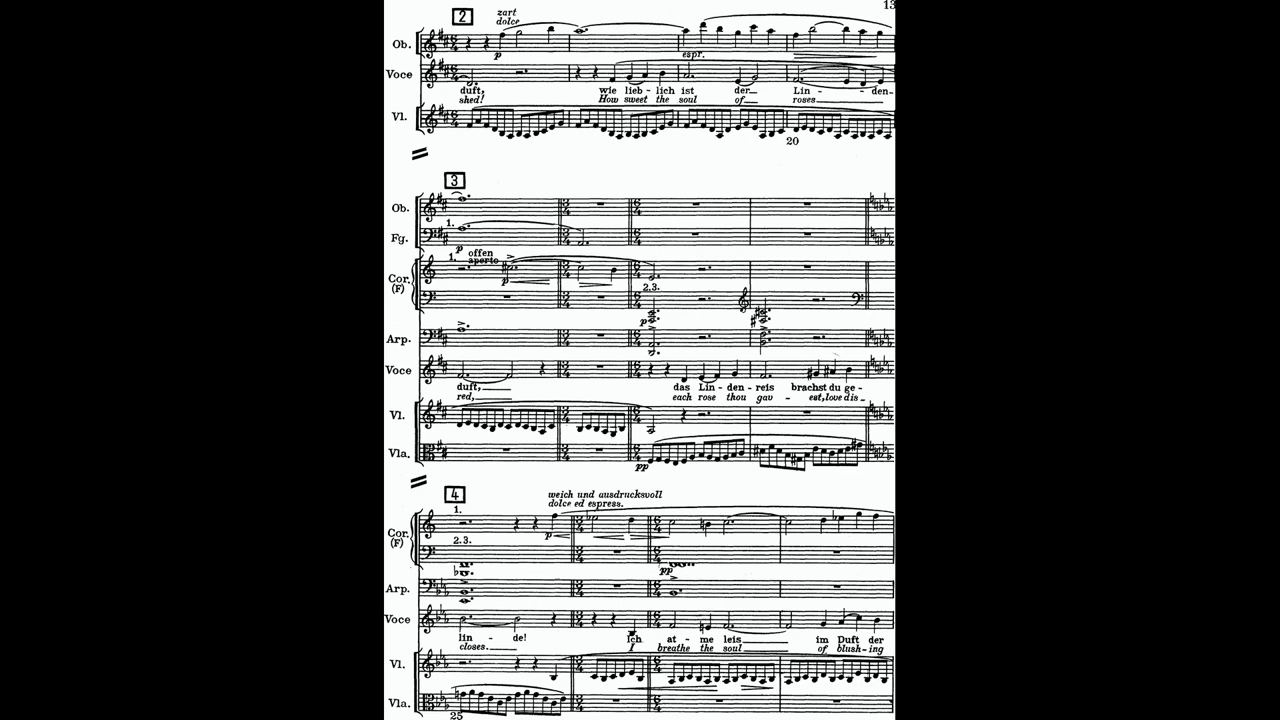 13
2
zart
dolce
Ob.
p
espr.
Voce
duft, wie lieb - lich ist der Lin - - den-
shed! How sweet the soul of roses
Vl.
20
3
Ob.
1.
Fg.
p
offen
1. aperto
Cor.
(F)
p
2.3.
p
Arp.
Voce
duft, das Lin - den - reis brachst du ge -
red, each rose thou gav - est, love dis -
Vl.
Vla.
pp
4
weich und ausdrucksvoll
dolce ed espress.
1.
Cor.
(F)
p
2.3.
pp
Arp.
Voce
lin - de! Ich at - me leis im Duft der
closes. I breathe the soul of blush - ing
Vl.
Vla.
25